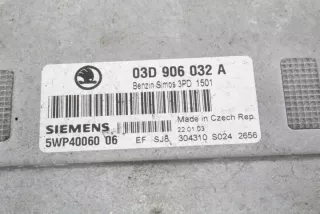 03D 906 032 A
Benzin Simos 3PD 1501
SIEMENS
Made in Czech Rep.
22.01.03
5WP40060 06
EF SJ8 304310 S024 2656